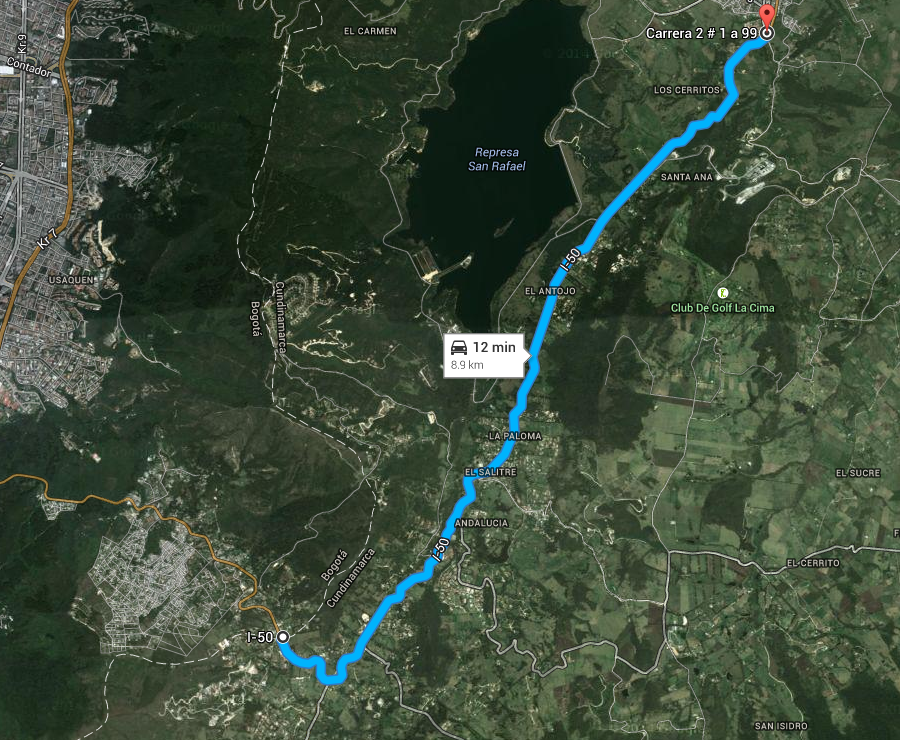 EL CARMEN
Kr 9
Contador
Carrera 2 # 1 a 99
LOS CERRITOS
Represa
San Rafael
SANTA ANA
Kr 7
USAQUEN
I-50
EL ANTOJO
Cundinamarca
Bogotá
Club De Golf La Cima
12 min
8.9 km
LA PALOMA
EL SALITRE
EL SUCRE
ANDALUCIA
I-50
Bogotá
Cundinamarca
EL CERRITO
I-50
SAN ISIDRO